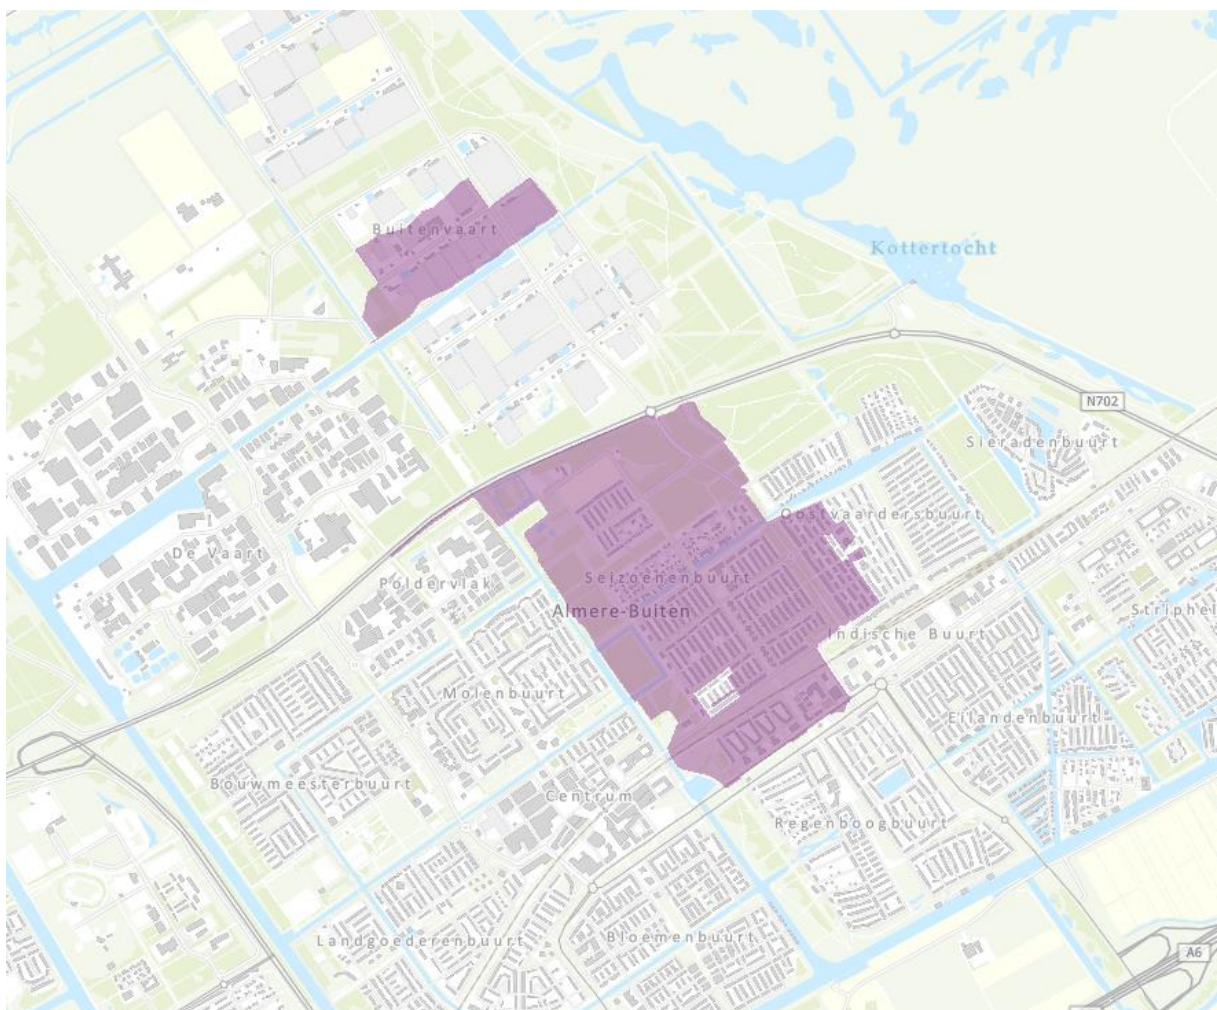 Buitenvaart
Kottertocht
N702
Sieradenbuurt
Oostvaardersbuurt
De Vaart
Poldervlak
Seizoenenbuurt
Almere-Buiten
Striphel
Indische Buurt
Molenbuurt
Eilandenbuurt
Bouwmeesterbuurt
Centrum
Regenboogbuurt
Landgoederenbuurt
Bloemenbuurt
A6